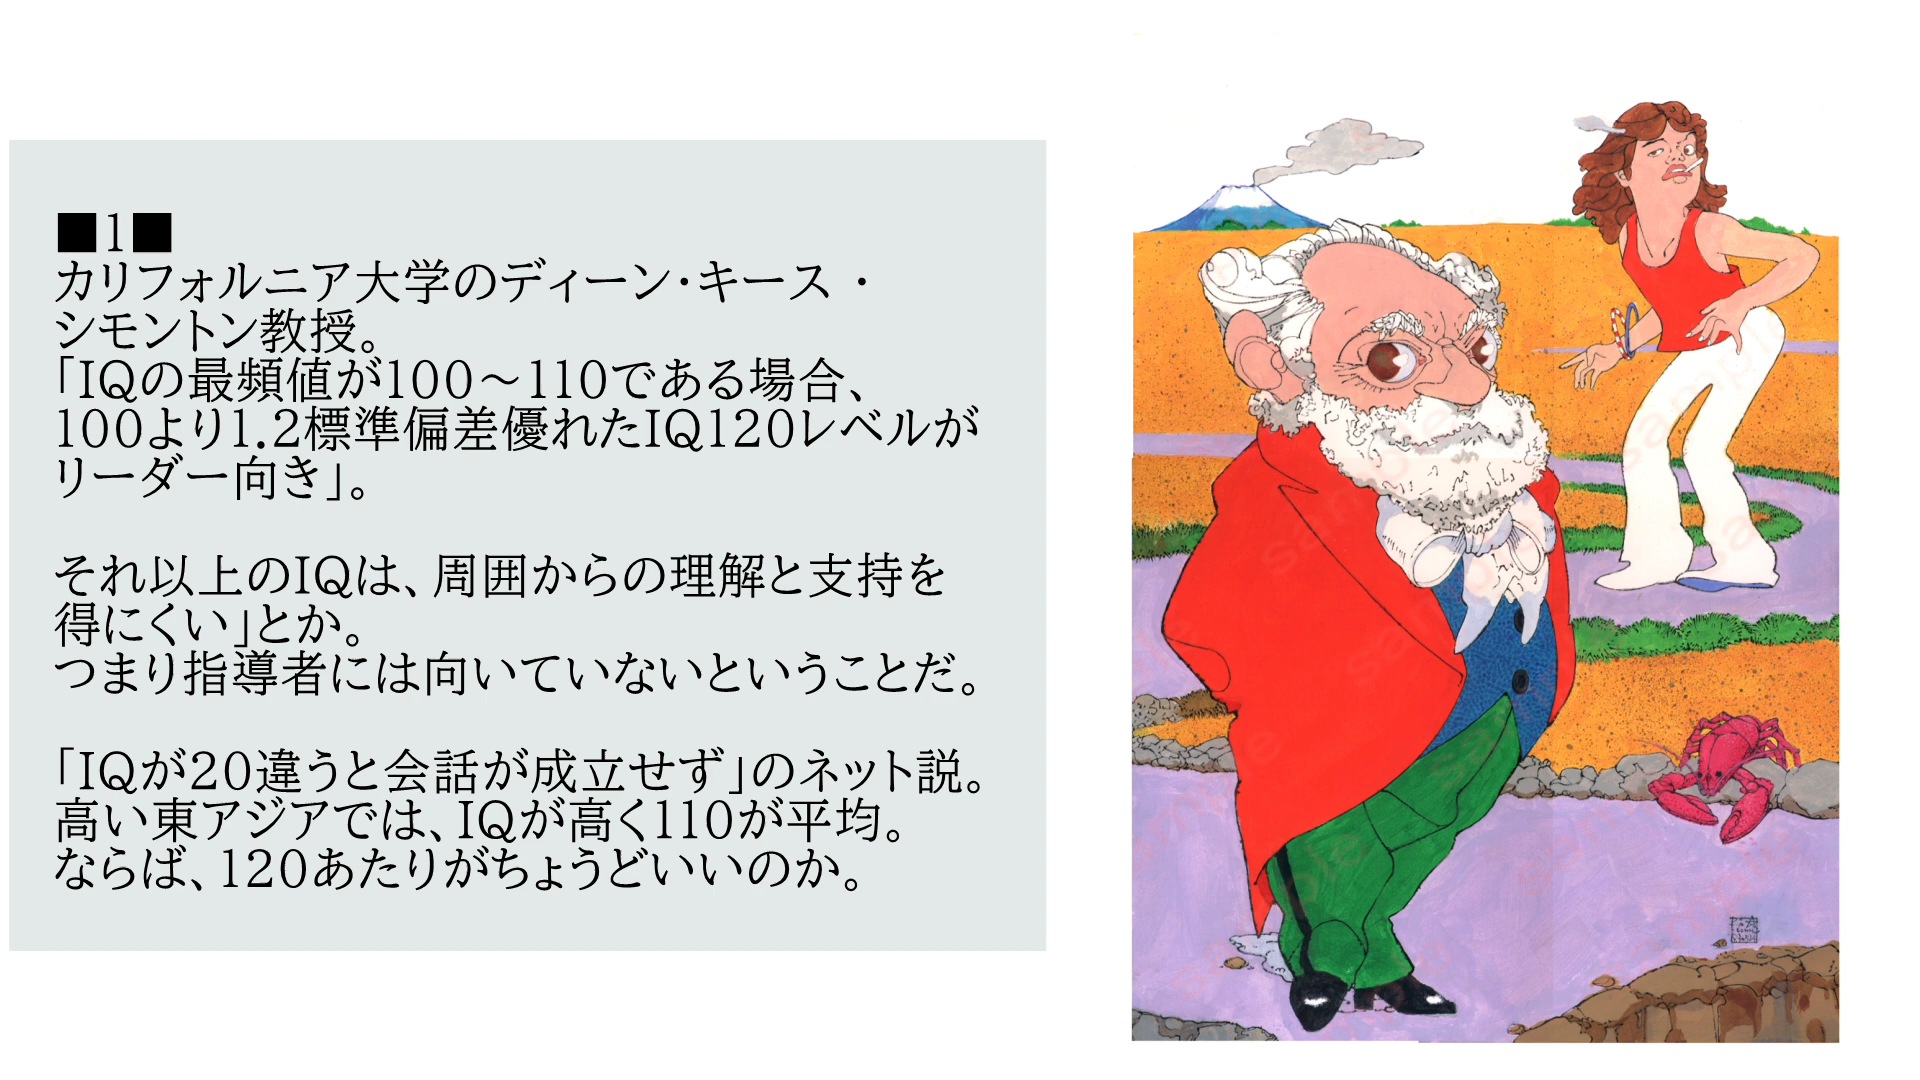 ■1■
カリフォルニア大学のディーン・キース ・
シモントン教授。
「IQの最頻値が100～110である場合、
100より1.2標準偏差優れたIQ120レベルが
リーダー向き」。
それ以上のIQは、周囲からの理解と支持を
得にくい」とか。
つまり指導者には向いていないということだ。
「IQが20違うと会話が成立せず」のネット説。
高い東アジアでは、IQが高く110が平均。
ならば、120あたりがちょうどいいのか。
sample
sample
sample
sample